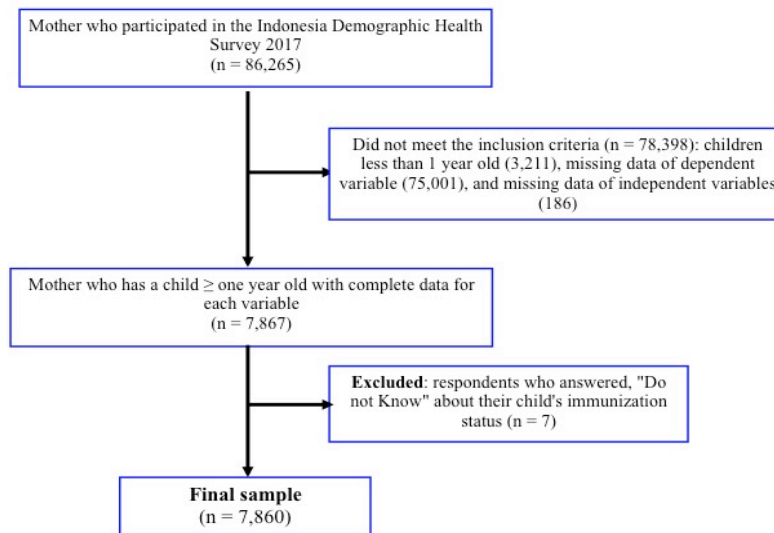 Mother who participated in the Indonesia Demographic Health
Survey 2017
(n = 86,265)
Did not meet the inclusion criteria (n = 78,398): children
less than 1 year old (3,211), missing data of dependent
variable (75,001), and missing data of independent variables
(186)
Mother who has a child ≥ one year old with complete data for
each variable
(n = 7,867)
Excluded: respondents who answered, "Do
not Know" about their child's immunization
status (n = 7)
Final sample
(n = 7,860)